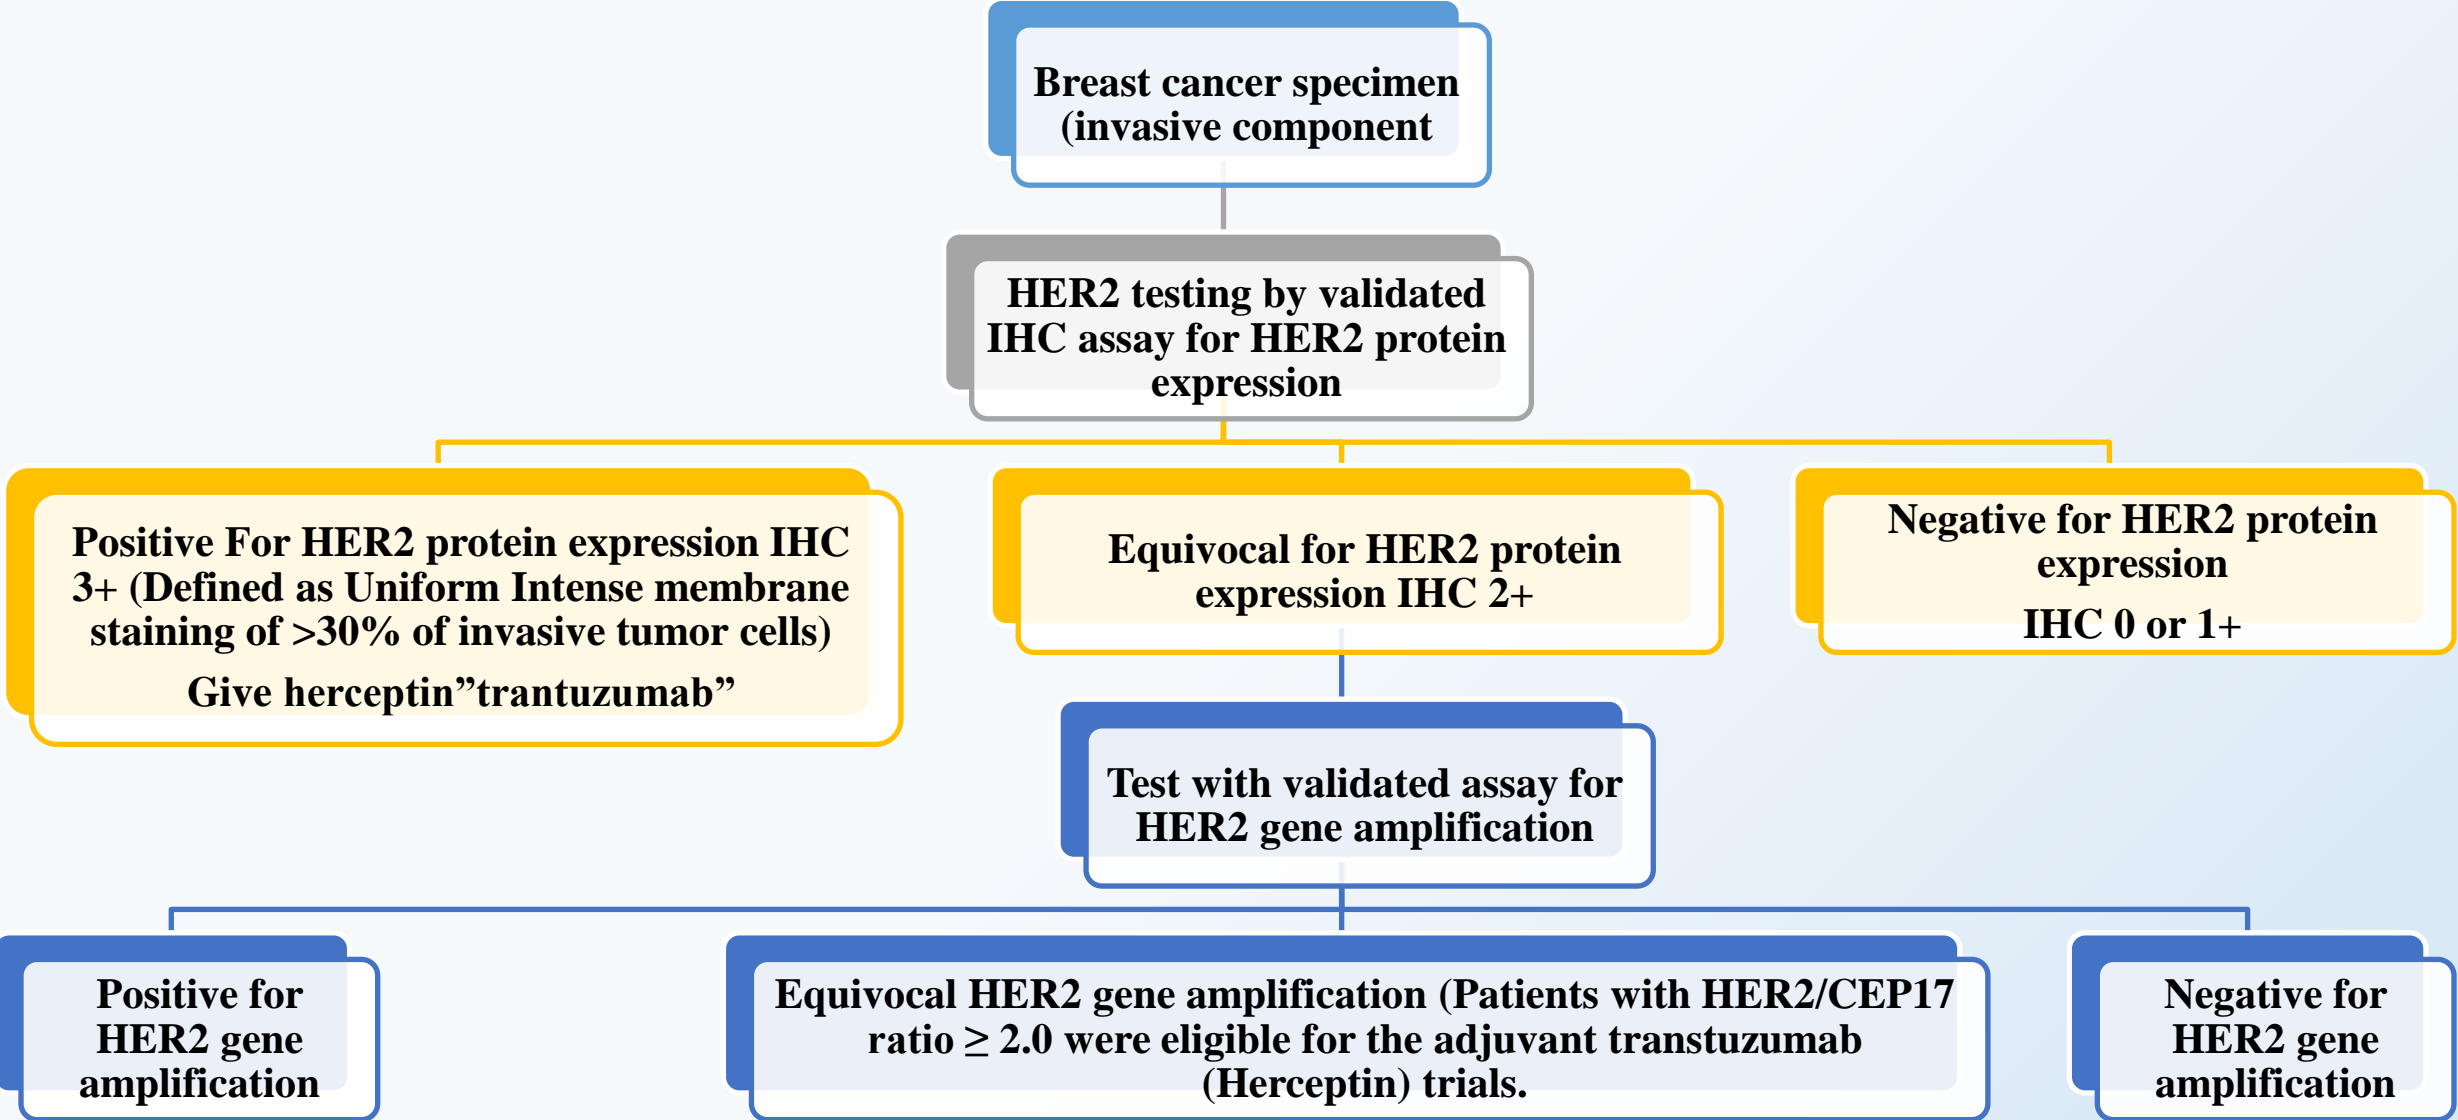 Breast cancer specimen
(invasive component
HER2 testing by validated
IHC assay for HER2 protein
expression
Positive For HER2 protein expression IHC
3+ (Defined as Uniform Intense membrane
staining of >30% of invasive tumor cells)
Give herceptin”trantuzumab”
Equivocal for HER2 protein
expression IHC 2+
Negative for HER2 protein
expression
IHC 0 or 1+
Test with validated assay for
HER2 gene amplification
Positive for
HER2 gene
amplification
Equivocal HER2 gene amplification (Patients with HER2/CEP17
ratio ≥ 2.0 were eligible for the adjuvant transtuzumab
(Herceptin) trials.
Negative for
HER2 gene
amplification